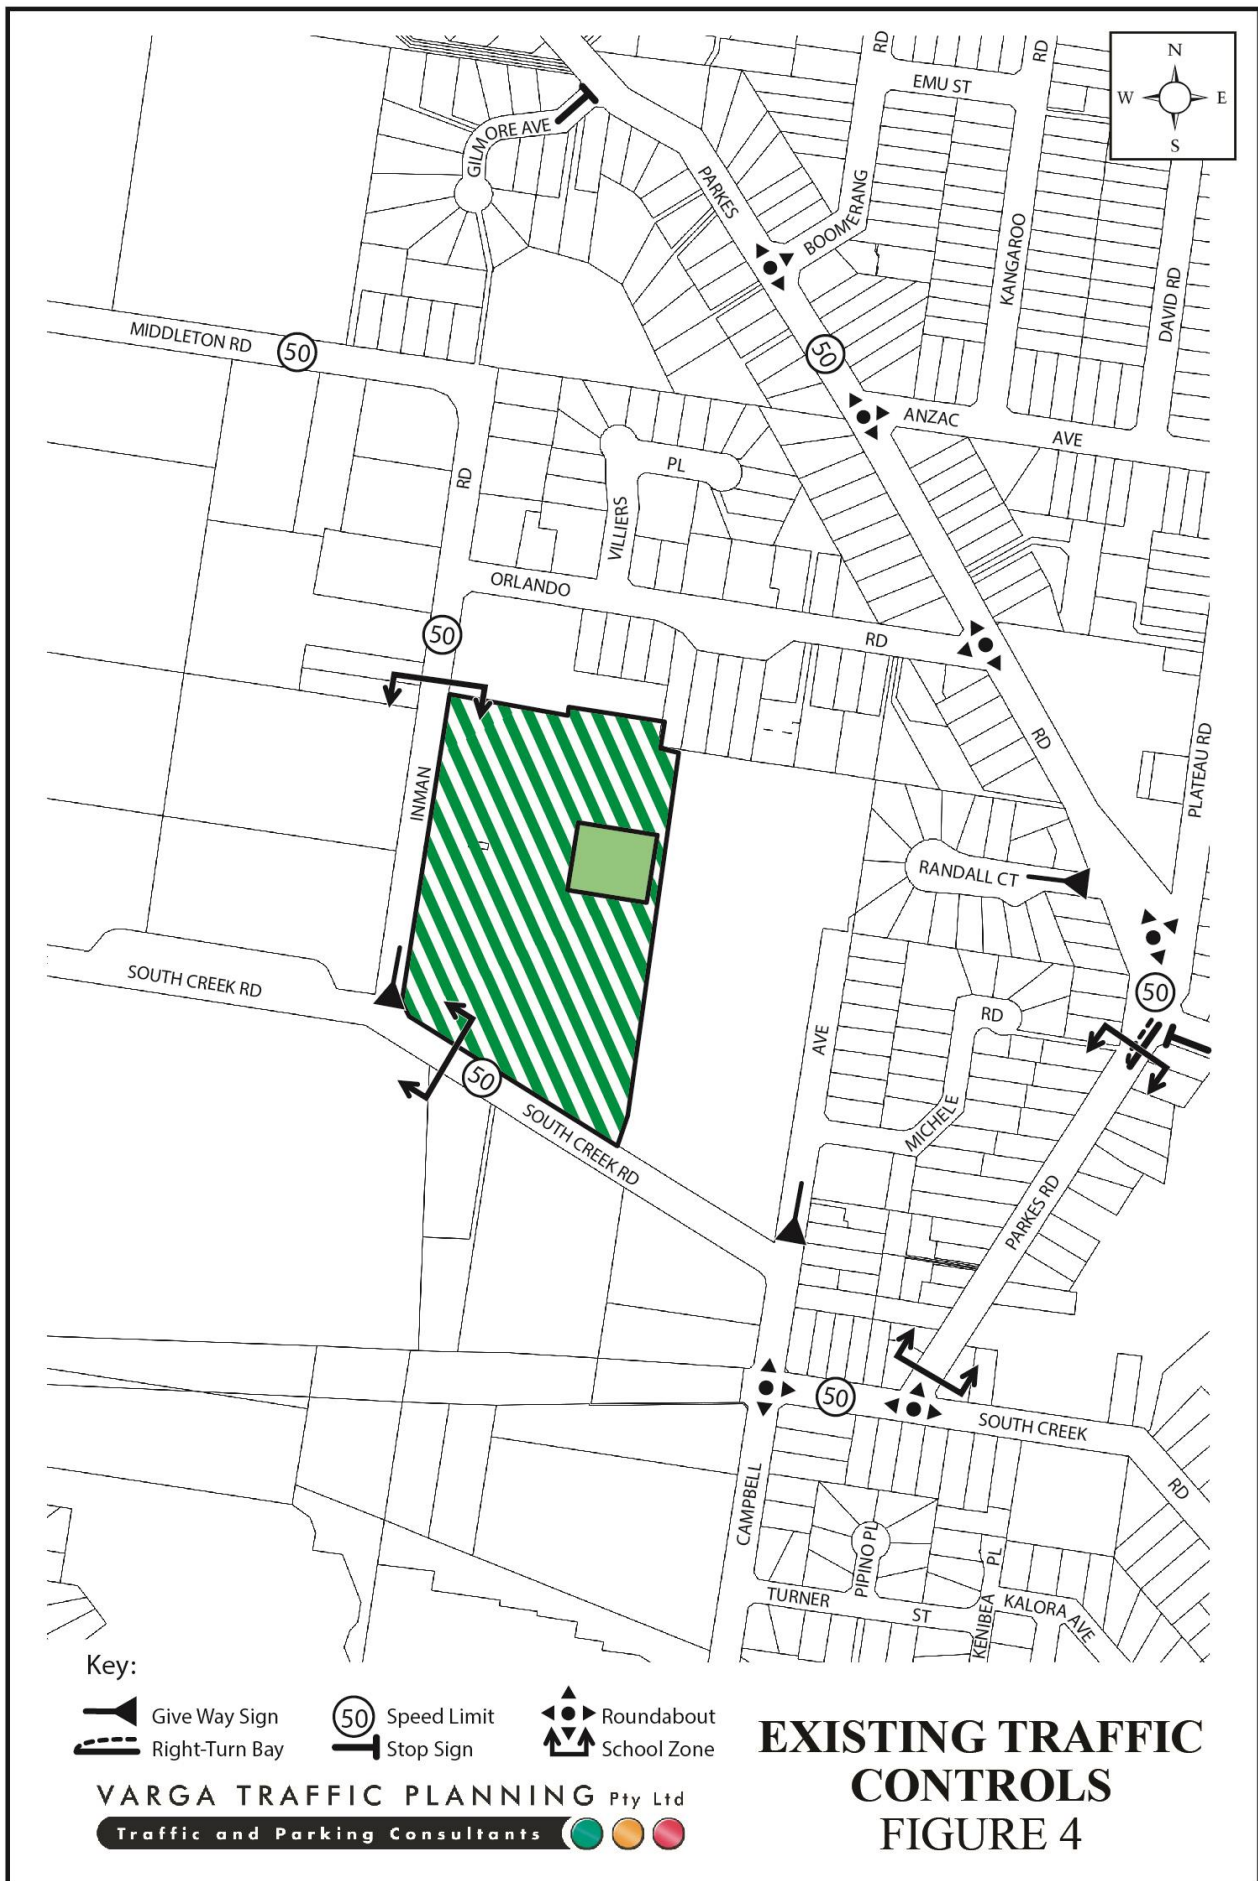 N
W E
S
RD
RD
EMU ST
GILMORE AVE
PARKES
BOOMERANG
KANGAROO
DAVID RD
MIDDLETON RD
50
50
ANZAC
AVE
PL
RD
VILLIERS
ORLANDO
RD
50
RD
PLATEAU RD
INMAN
RANDALL CT
SOUTH CREEK RD
50
RD
AVE
50
MICHELE
SOUTH CREEK RD
PARKES RD
50
SOUTH CREEK
RD
CAMPBELL
PIPINO PL
PL
TURNER
ST
KENIBEA
KALORA AVE
Key:
Give Way Sign
50 Speed Limit
Roundabout
Right-Turn Bay
Stop Sign
School Zone
EXISTING TRAFFIC
CONTROLS
FIGURE 4
VARGA TRAFFIC PLANNING Pty Ltd
Traffic and Parking Consultants